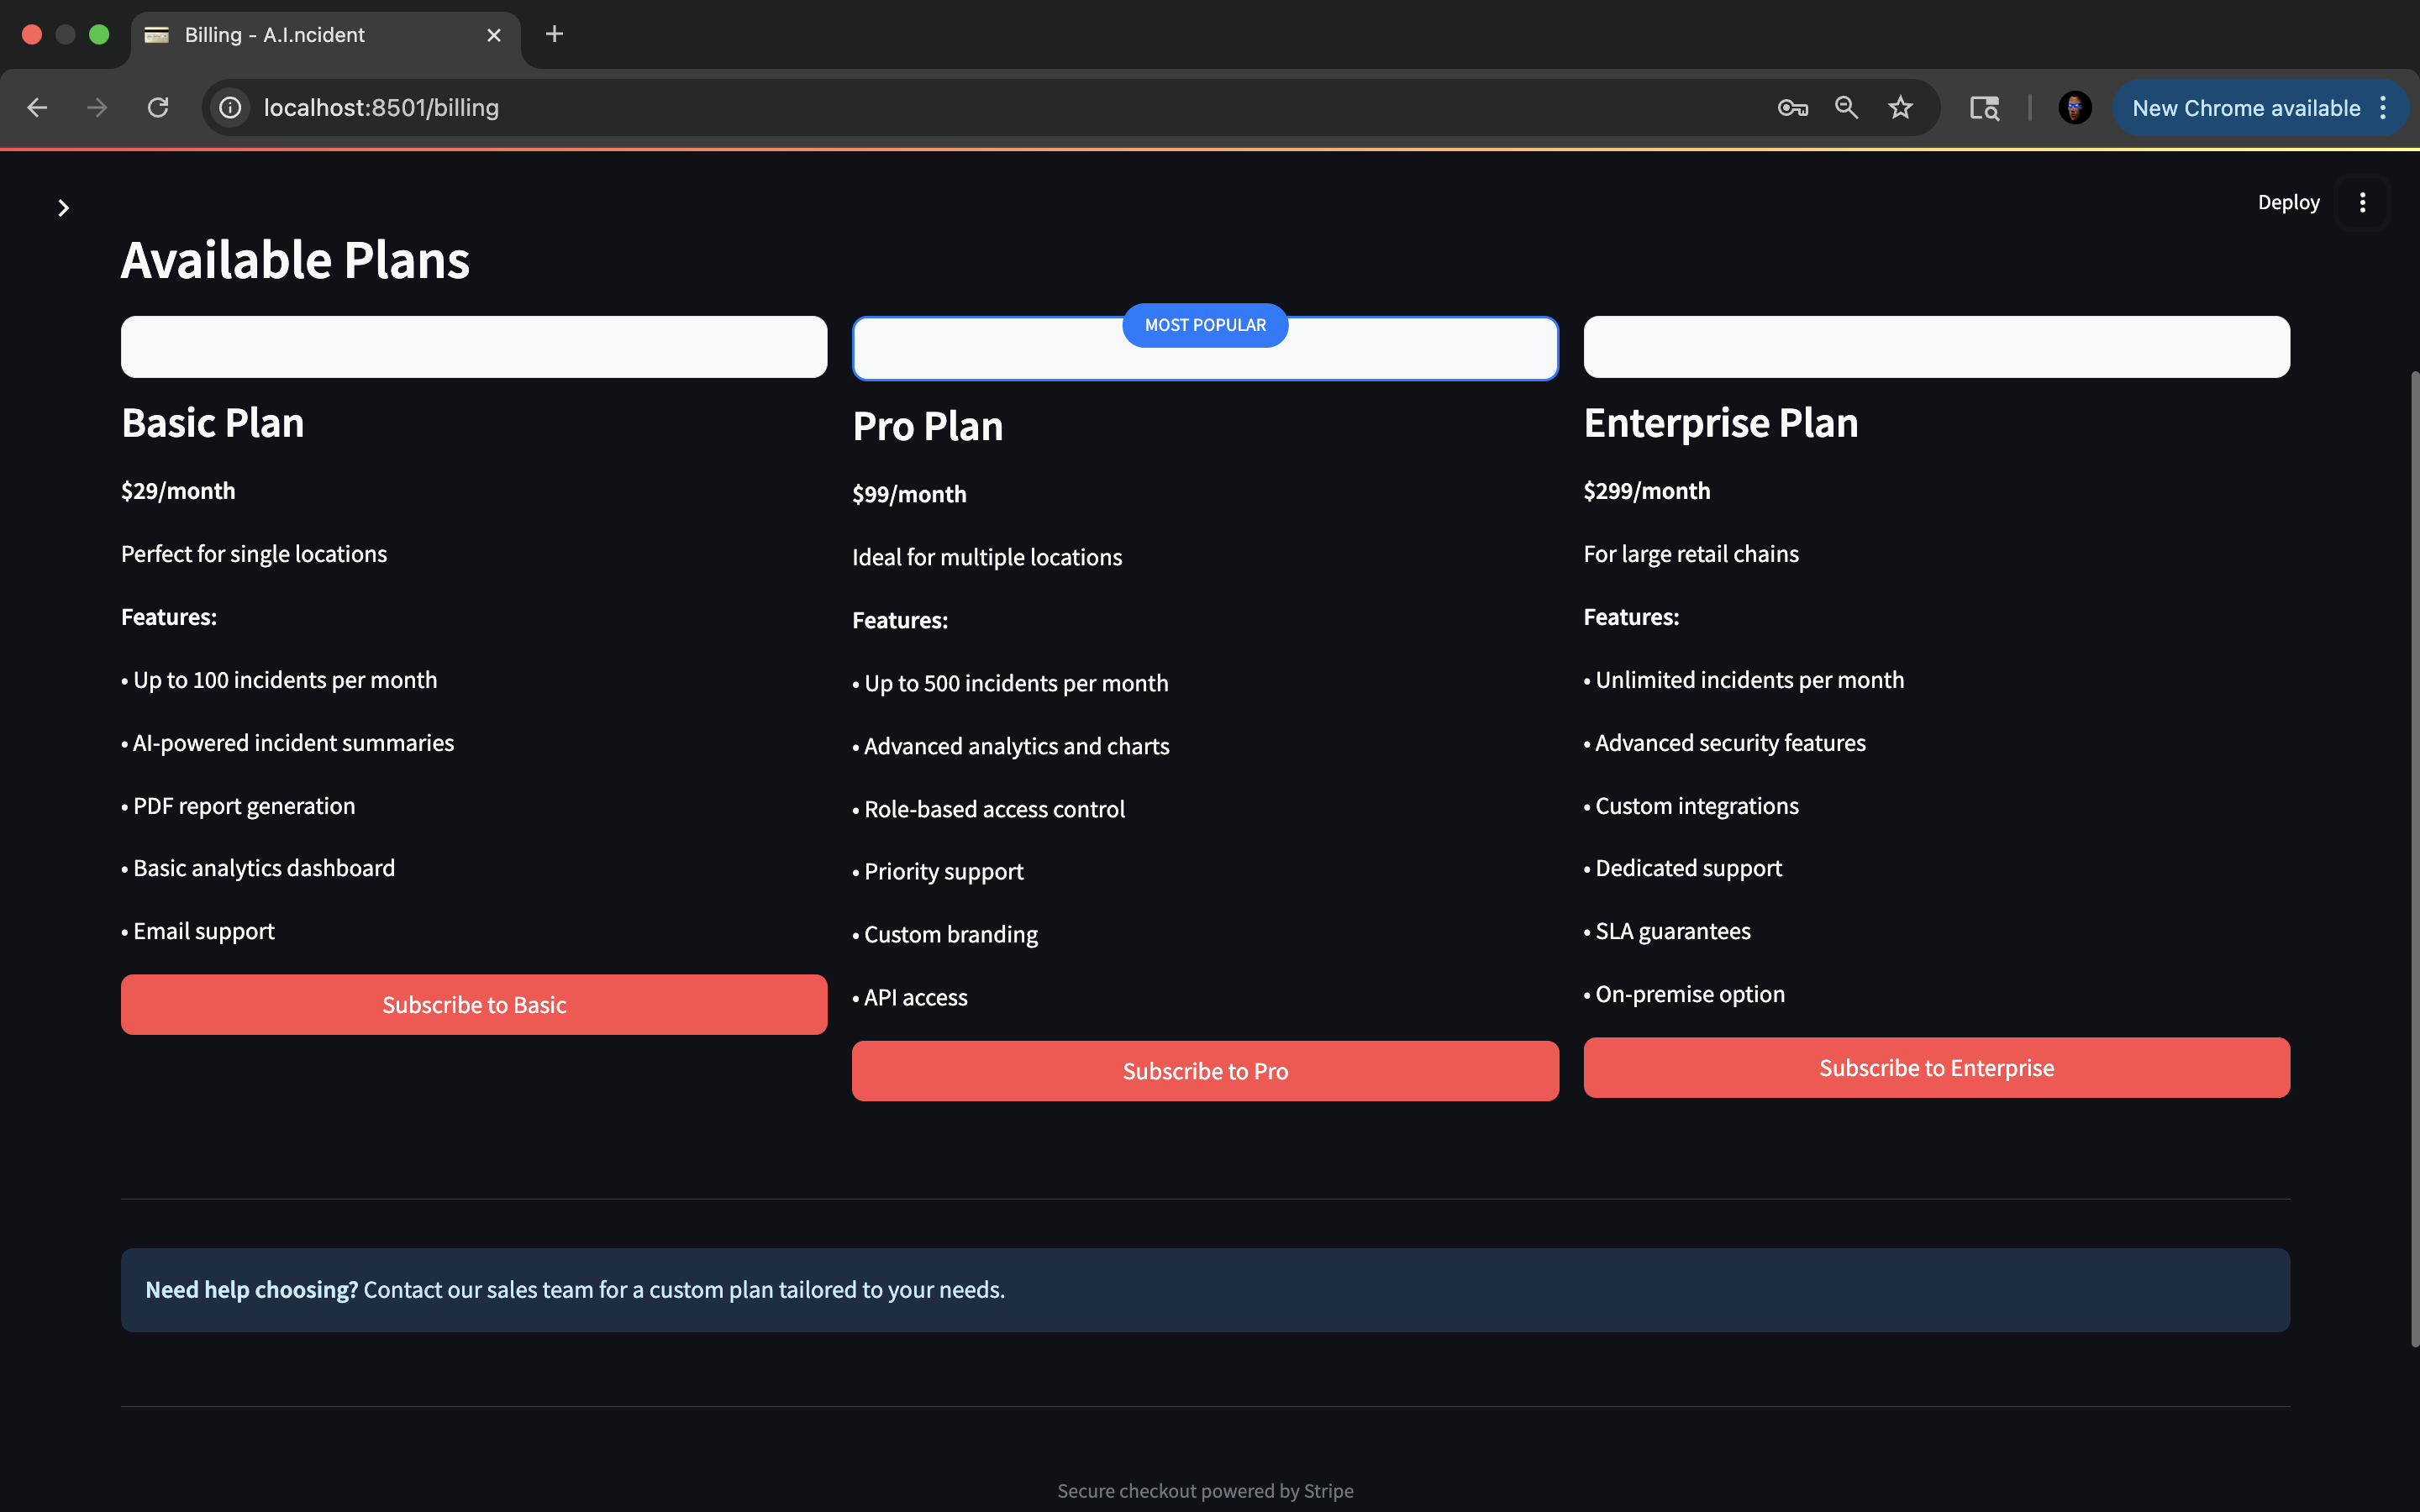 Billing - A.I.ncident
localhost:8501/billing
New Chrome available
Deploy
Available Plans
MOST POPULAR
Basic Plan
$29/month
Perfect for single locations
Features:
• Up to 100 incidents per month
• AI-powered incident summaries
• PDF report generation
• Basic analytics dashboard
• Email support
Subscribe to Basic
Pro Plan
$99/month
Ideal for multiple locations
Features:
• Up to 500 incidents per month
• Advanced analytics and charts
• Role-based access control
• Priority support
• Custom branding
• API access
Subscribe to Pro
Enterprise Plan
$299/month
For large retail chains
Features:
• Unlimited incidents per month
• Advanced security features
• Custom integrations
• Dedicated support
• SLA guarantees
• On-premise option
Subscribe to Enterprise
Need help choosing? Contact our sales team for a custom plan tailored to your needs.
Secure checkout powered by Stripe